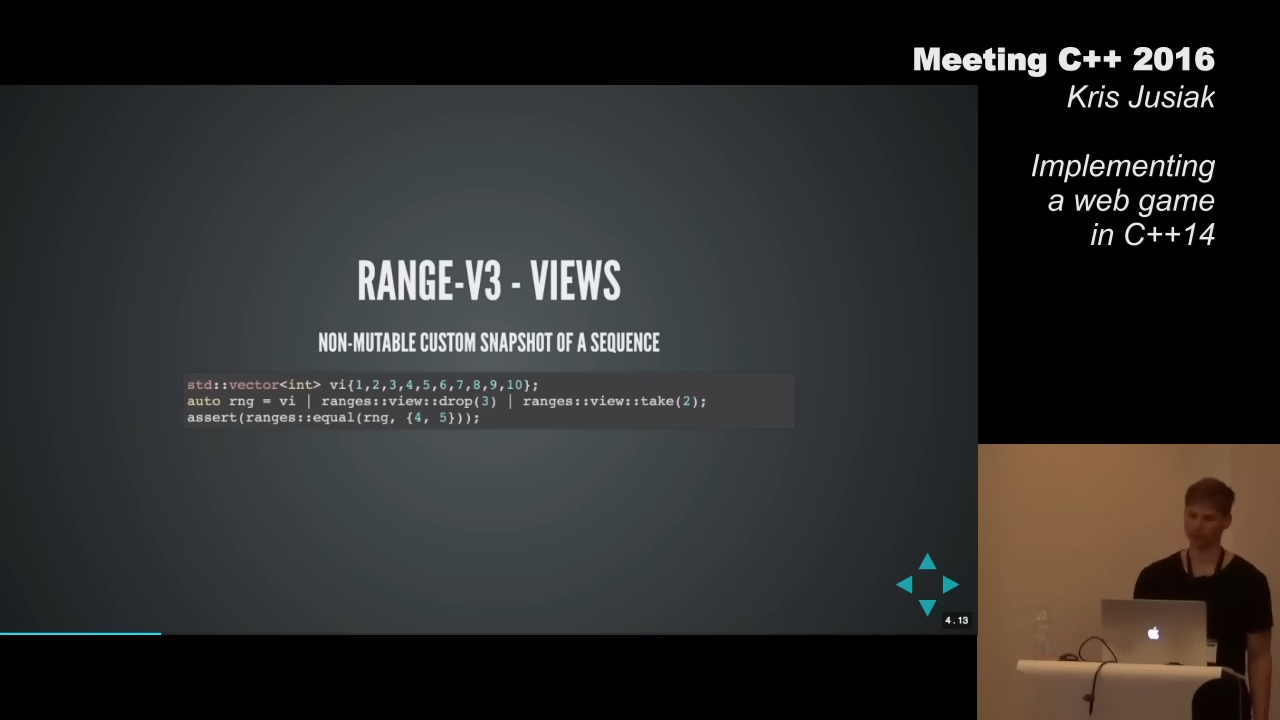 Meeting C++ 2016
Kris Jusiak
Implementing
a web game
in C++14
RANGE-V3 - VIEWS
NON-MUTABLE CUSTOM SNAPSHOT OF A SEQUENCE
std::vector<int> vi{1,2,3,4,5,6,7,8,9,10};
auto rng = vi | ranges::view::drop(3) | ranges::view::take(2);
assert(ranges::equal(rng, {4, 5}));
4.13